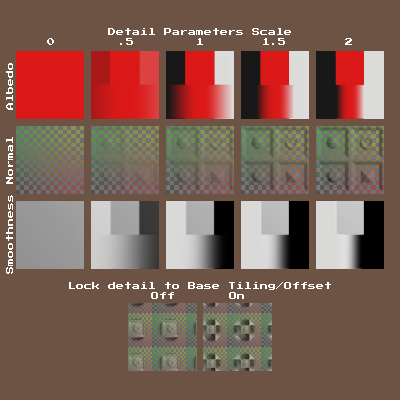 Detail Parameters Scale
0 .5 1 1.5 2
Albedo
Normal
Smoothness
Lock detail to Base Tiling/Offset
Off On